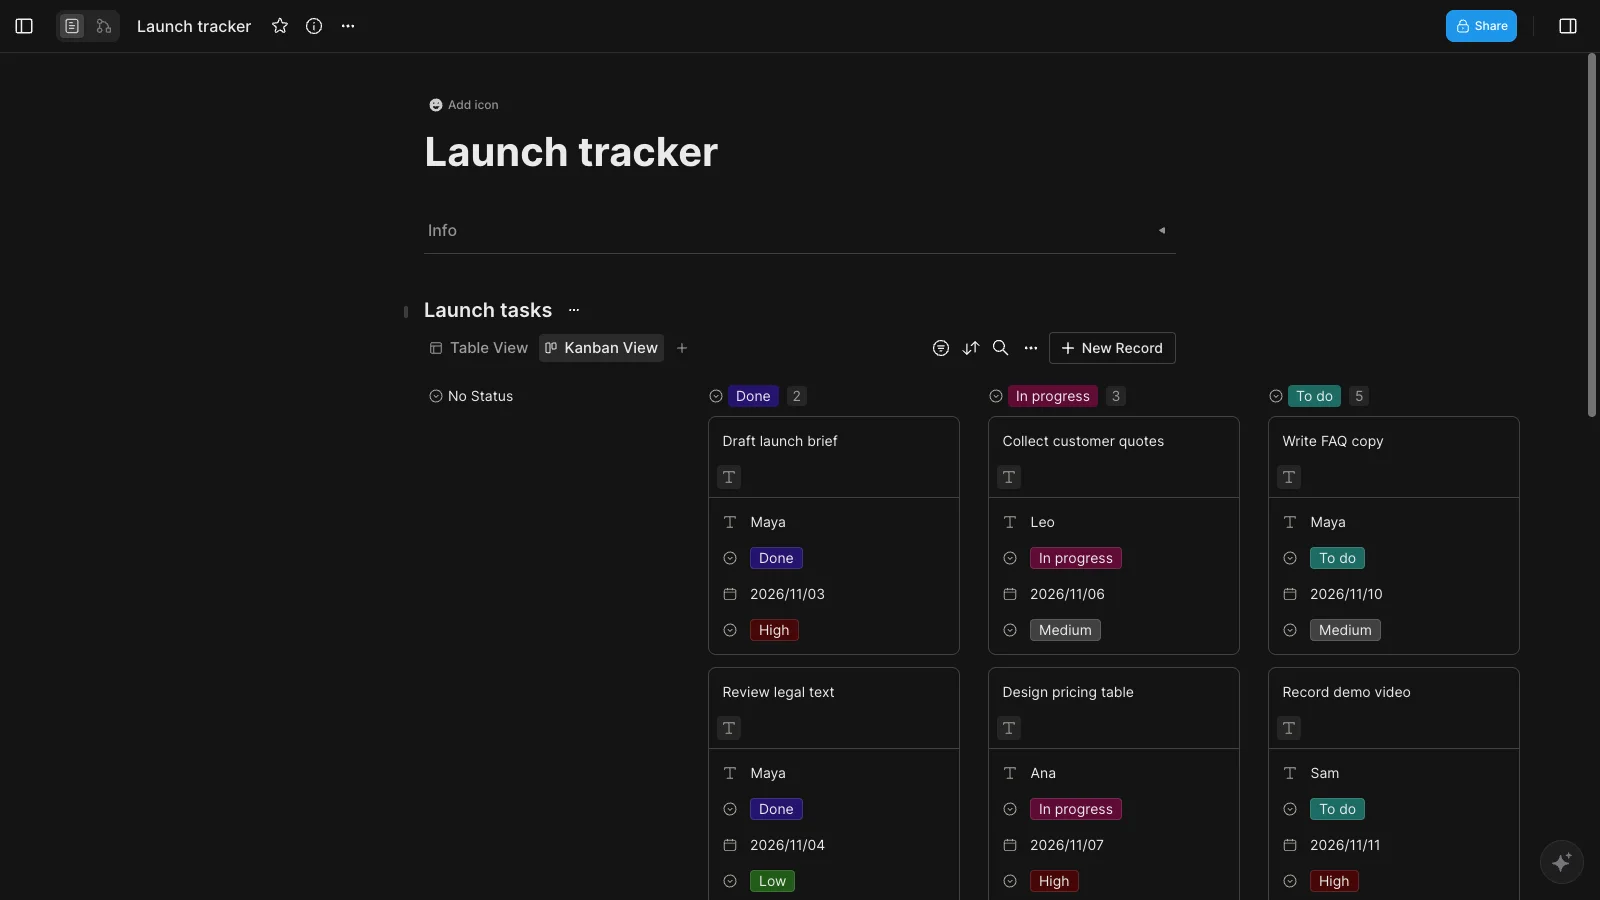 Launch tracker
Share
Add icon
Launch tracker
Info
Launch tasks
Table View
Kanban View
New Record
No Status
Done 2
Draft launch brief
Maya
Done
2026/11/03
High
Review legal text
Maya
Done
2026/11/04
Low
In progress 3
Collect customer quotes
Leo
In progress
2026/11/06
Medium
Design pricing table
Ana
In progress
2026/11/07
High
To do 5
Write FAQ copy
Maya
To do
2026/11/10
Medium
Record demo video
Sam
To do
2026/11/11
High